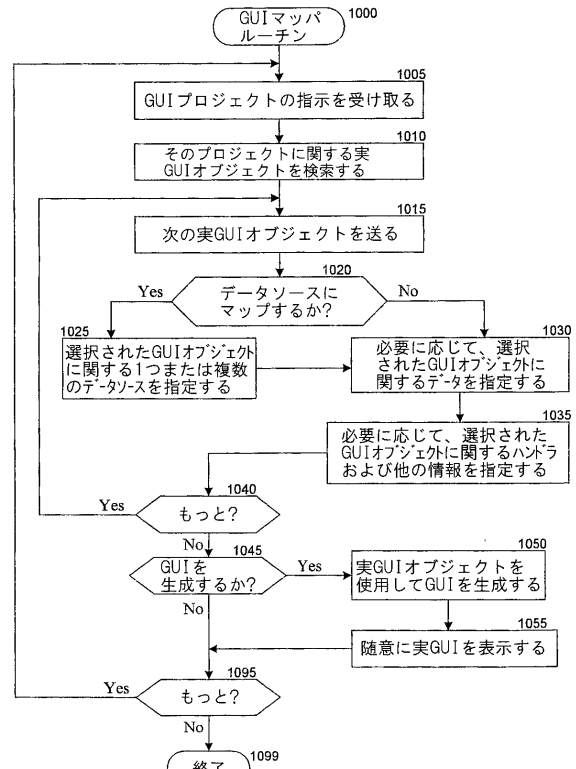 GUIマッパ
ルーチン
1000
1005
GUIプロジェクトの指示を受け取る
1010
そのプロジェクトに関する実
GUIオブジェクトを検索する
1015
次の実GUIオブジェクトを送る
1020
データソースに
マップするか?
Yes
No
1025
選択されたGUIオブジェクト
に関する1つまたは複数
のデータソースを指定する
1030
必要に応じて、選択
されたGUIオブジェクトに
関するデータを指定する
1035
必要に応じて、選択された
GUIオブジェクトに関するハンドラ
および他の情報を指定する
1040
もっと?
Yes
No
1045
GUIを
生成するか?
Yes
No
1050
実GUIオブジェクトを
使用してGUIを生成する
1055
随意に実GUIを表示する
1095
もっと?
Yes
No
1099
終了